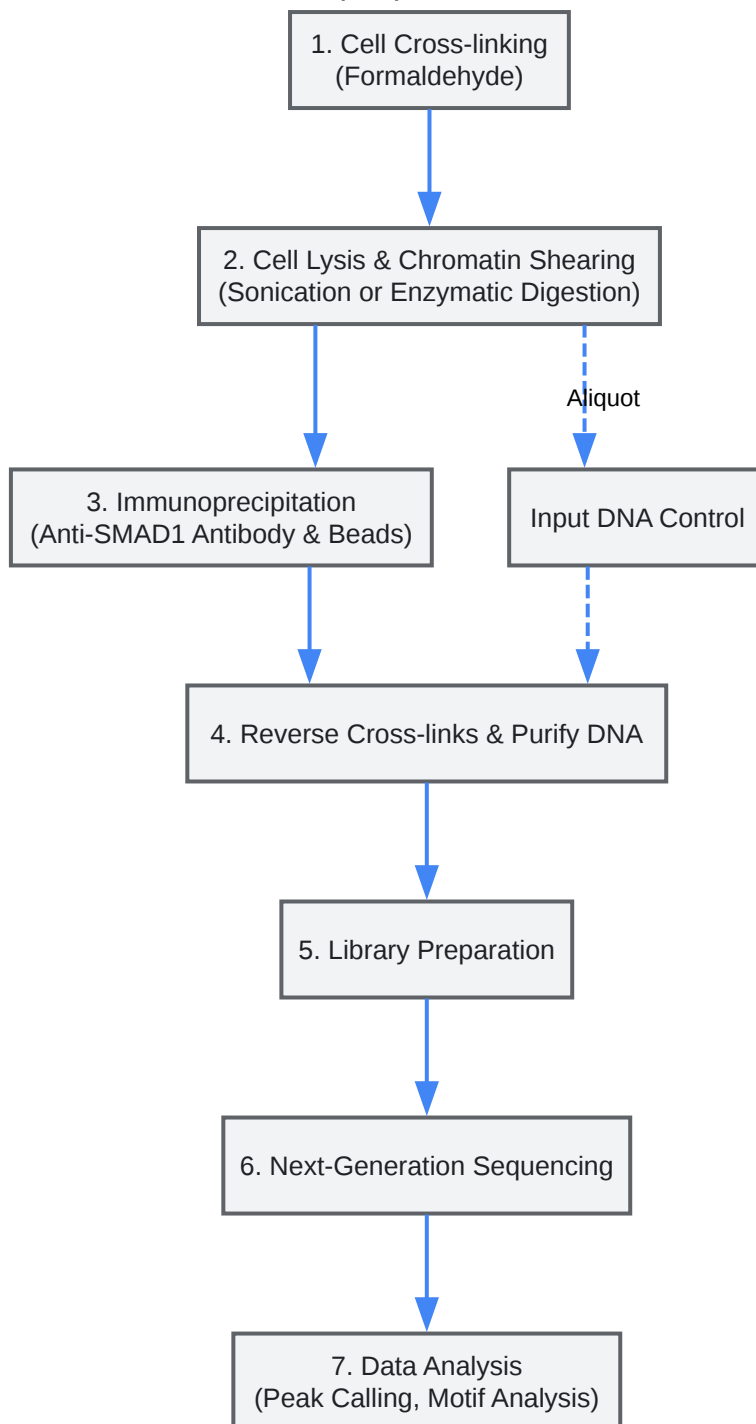 1. Cell Cross-linking
(Formaldehyde)
2. Cell Lysis & Chromatin Shearing
(Sonication or Enzymatic Digestion)
Aliquot
3. Immunoprecipitation
(Anti-SMAD1 Antibody & Beads)
Input DNA Control
4. Reverse Cross-links & Purify DNA
5. Library Preparation
6. Next-Generation Sequencing
7. Data Analysis
(Peak Calling, Motif Analysis)